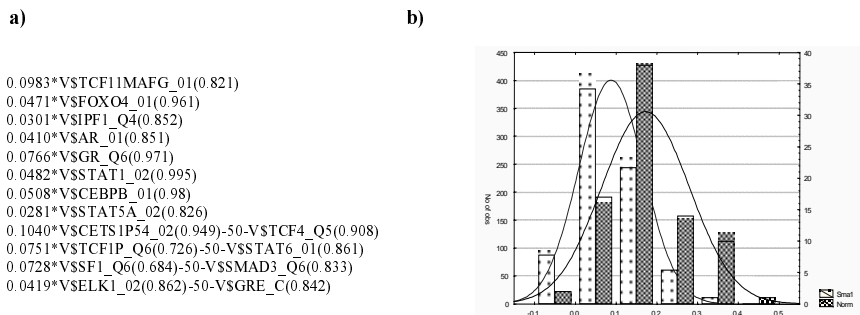 a)
b)
0.0983*V$TCF11MAFG_01(0.821)
0.0471*V$FOXO4_01(0.961)
0.0301*V$IPF1_Q4(0.852)
0.0410*V$AR_01(0.851)
0.0766*V$GR_Q6(0.971)
0.0482*V$STAT1_02(0.995)
0.0508*V$CEBPB_01(0.98)
0.0281*V$STAT5A_02(0.826)
0.1040*V$CETS1P54_02(0.949)-50-V$TCF4_Q5(0.908)
0.0751*V$TCF1P_Q6(0.726)-50-V$STAT6_01(0.861)
0.0728*V$SF1_Q6(0.684)-50-V$SMAD3_Q6(0.833)
0.0419*V$ELK1_02(0.862)-50-V$GRE_C(0.842)
No of obs
450
400
350
300
250
200
150
100
50
0
40
35
30
25
20
15
10
5
0
-0.1 0.0 0.1 0.2 0.3 0.4 0.5
Sma1
Norm